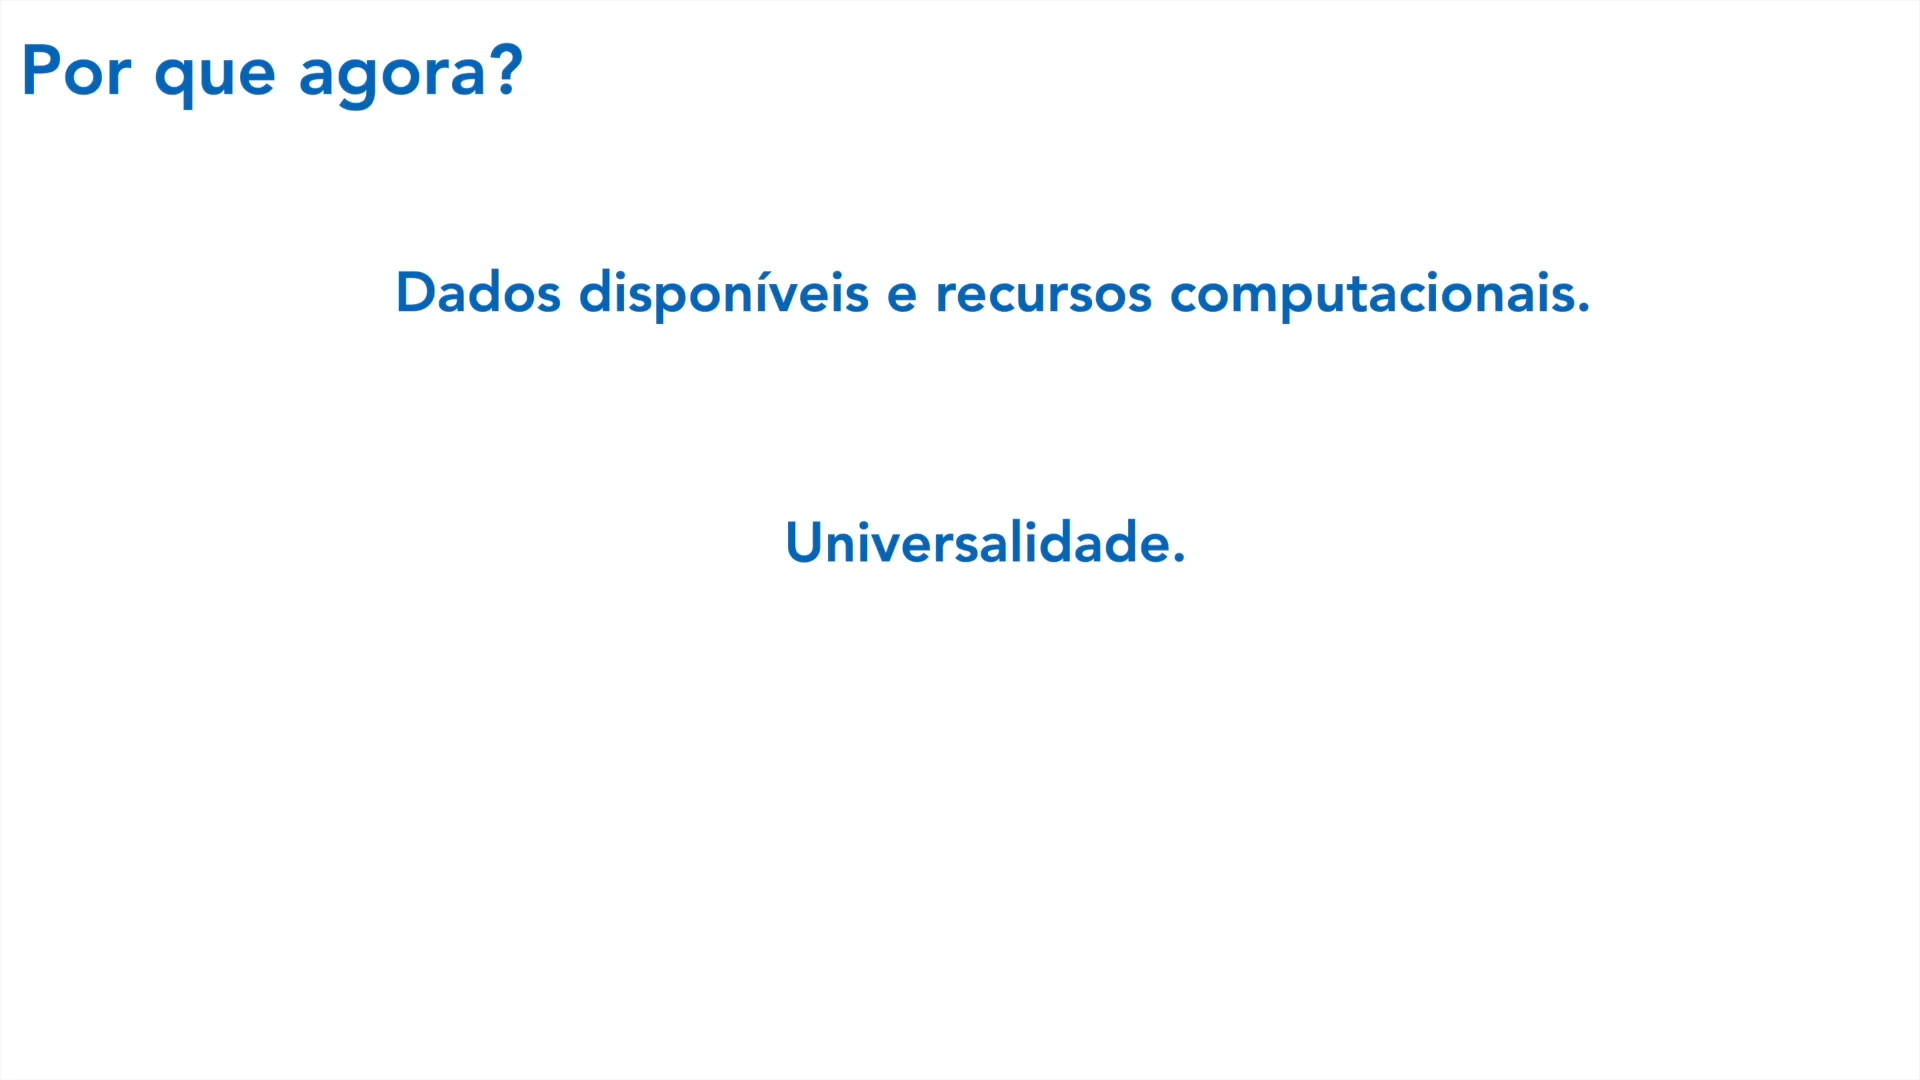 Por que agora?
Dados disponíveis e recursos computacionais.
Universalidade.